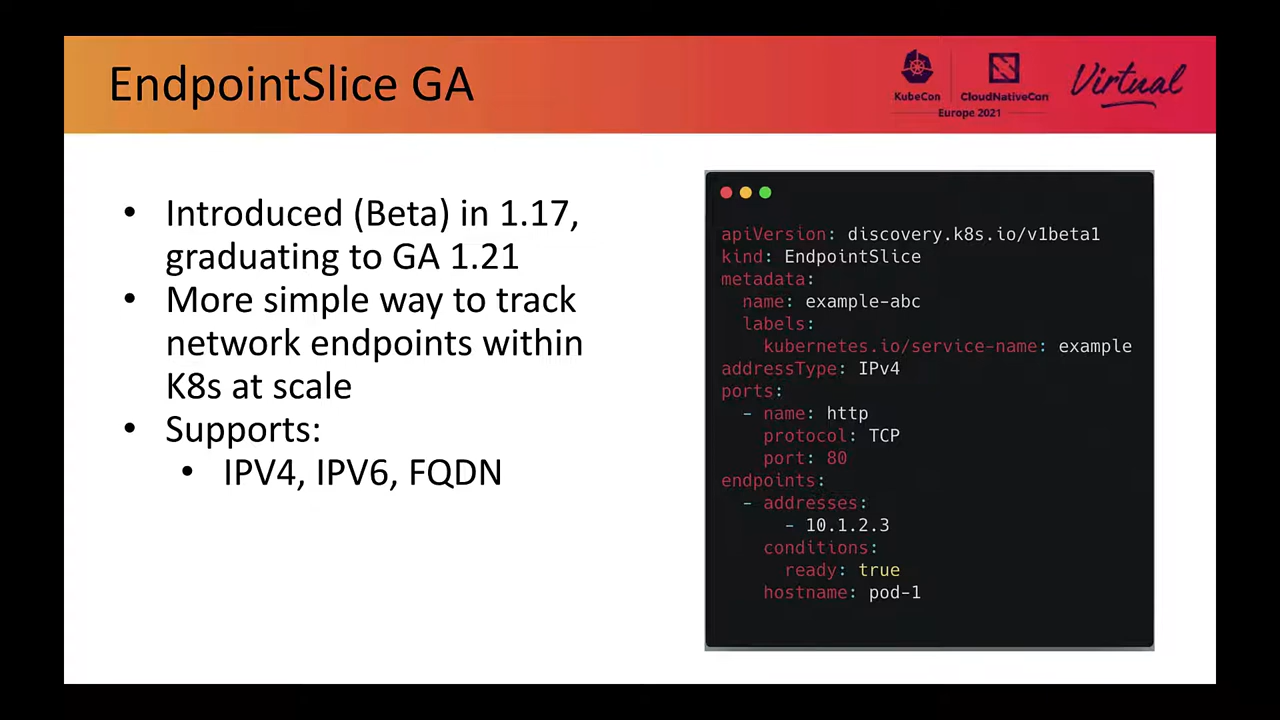 EndpointSlice GA
KubeCon
CloudNativeCon
Europe 2021
Virtual
• Introduced (Beta) in 1.17,
graduating to GA 1.21
• More simple way to track
network endpoints within
K8s at scale
• Supports:
• IPV4, IPV6, FQDN
apiVersion: discovery.k8s.io/v1beta1
kind: EndpointSlice
metadata:
  name: example-abc
  labels:
    kubernetes.io/service-name: example
addressType: IPv4
ports:
  - name: http
    protocol: TCP
    port: 80
endpoints:
  - addresses:
      - 10.1.2.3
    conditions:
      ready: true
    hostname: pod-1